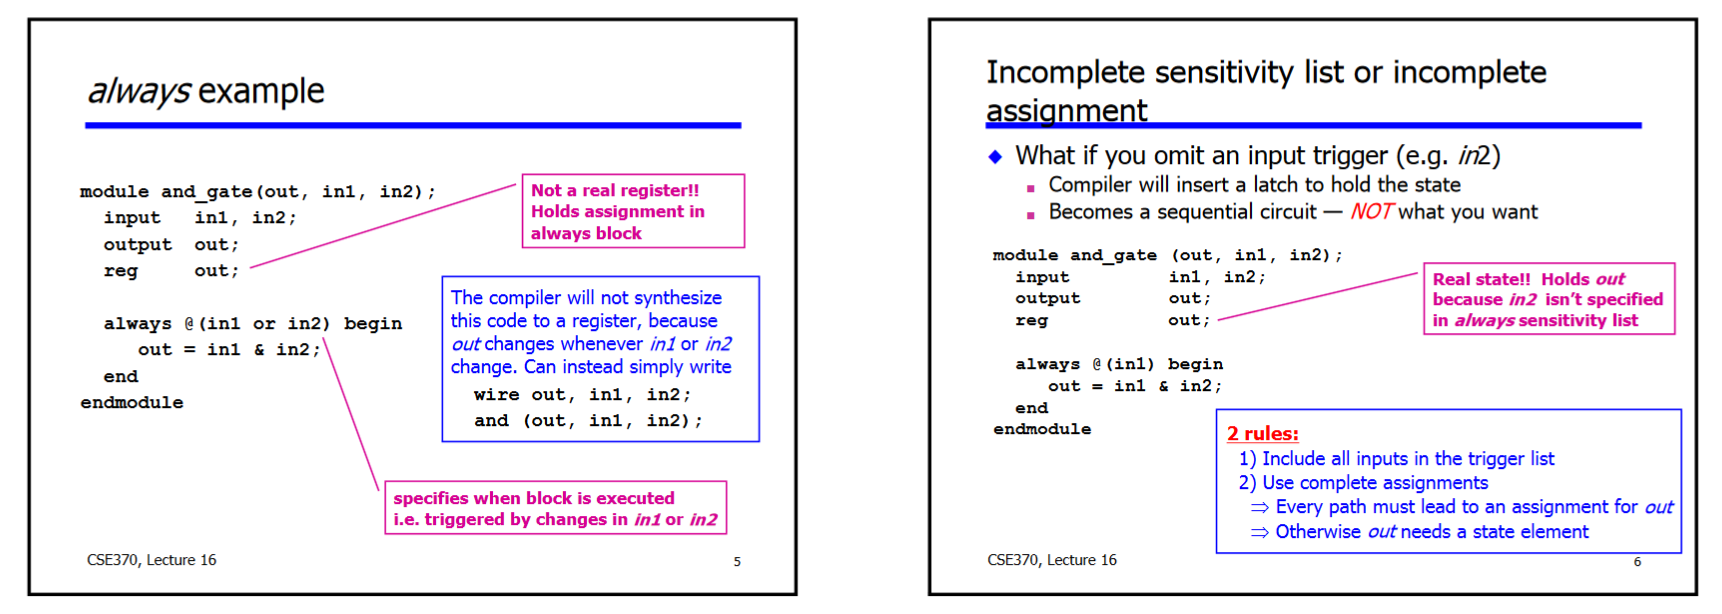 always example
module and_gate(out, in1, in2);
input in1, in2;
output out;
reg out;
always @(in1 or in2) begin
out = in1 & in2;
end
endmodule
Not a real register!!
Holds assignment in
always block
The compiler will not synthesize
this code to a register, because
out changes whenever in1 or in2
change. Can instead simply write
wire out, in1, in2;
and (out, in1, in2);
specifies when block is executed
i.e. triggered by changes in in1 or in2
CSE370, Lecture 16
5
Incomplete sensitivity list or incomplete
assignment
◆ What if you omit an input trigger (e.g. in2)
■ Compiler will insert a latch to hold the state
■ Becomes a sequential circuit — NOT what you want
module and_gate (out, in1, in2);
input in1, in2;
output out;
reg out;
always @(in1) begin
out = in1 & in2;
end
endmodule
Real state!! Holds out
because in2 isn't specified
in always sensitivity list
2 rules:
1) Include all inputs in the trigger list
2) Use complete assignments
⇒ Every path must lead to an assignment for out
⇒ Otherwise out needs a state element
CSE370, Lecture 16
6